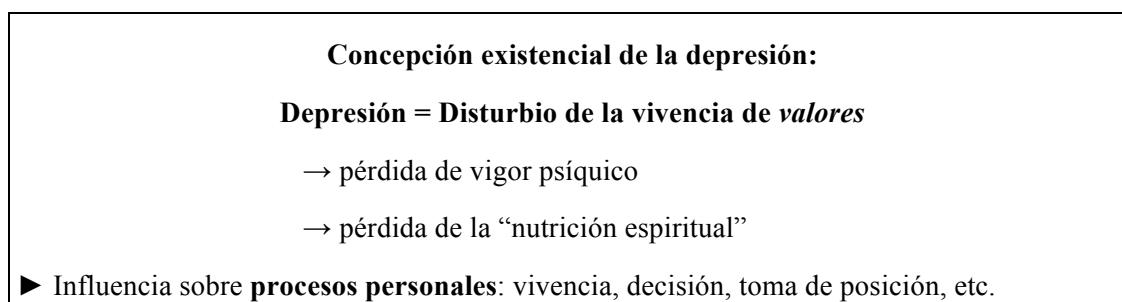 Concepción existencial de la depresión:
Depresión = Disturbio de la vivencia de valores
→ pérdida de vigor psíquico
→ pérdida de la “nutrición espiritual”
► Influencia sobre procesos personales: vivencia, decisión, toma de posición, etc.